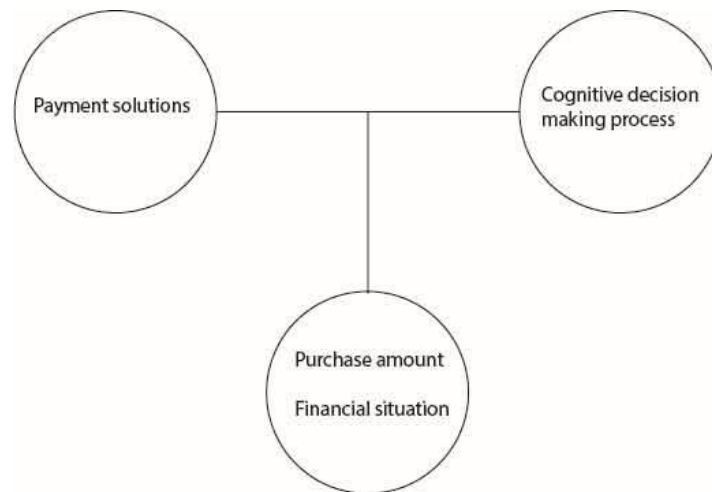 Payment solutions
Cognitive decision
making process
Purchase amount
Financial situation